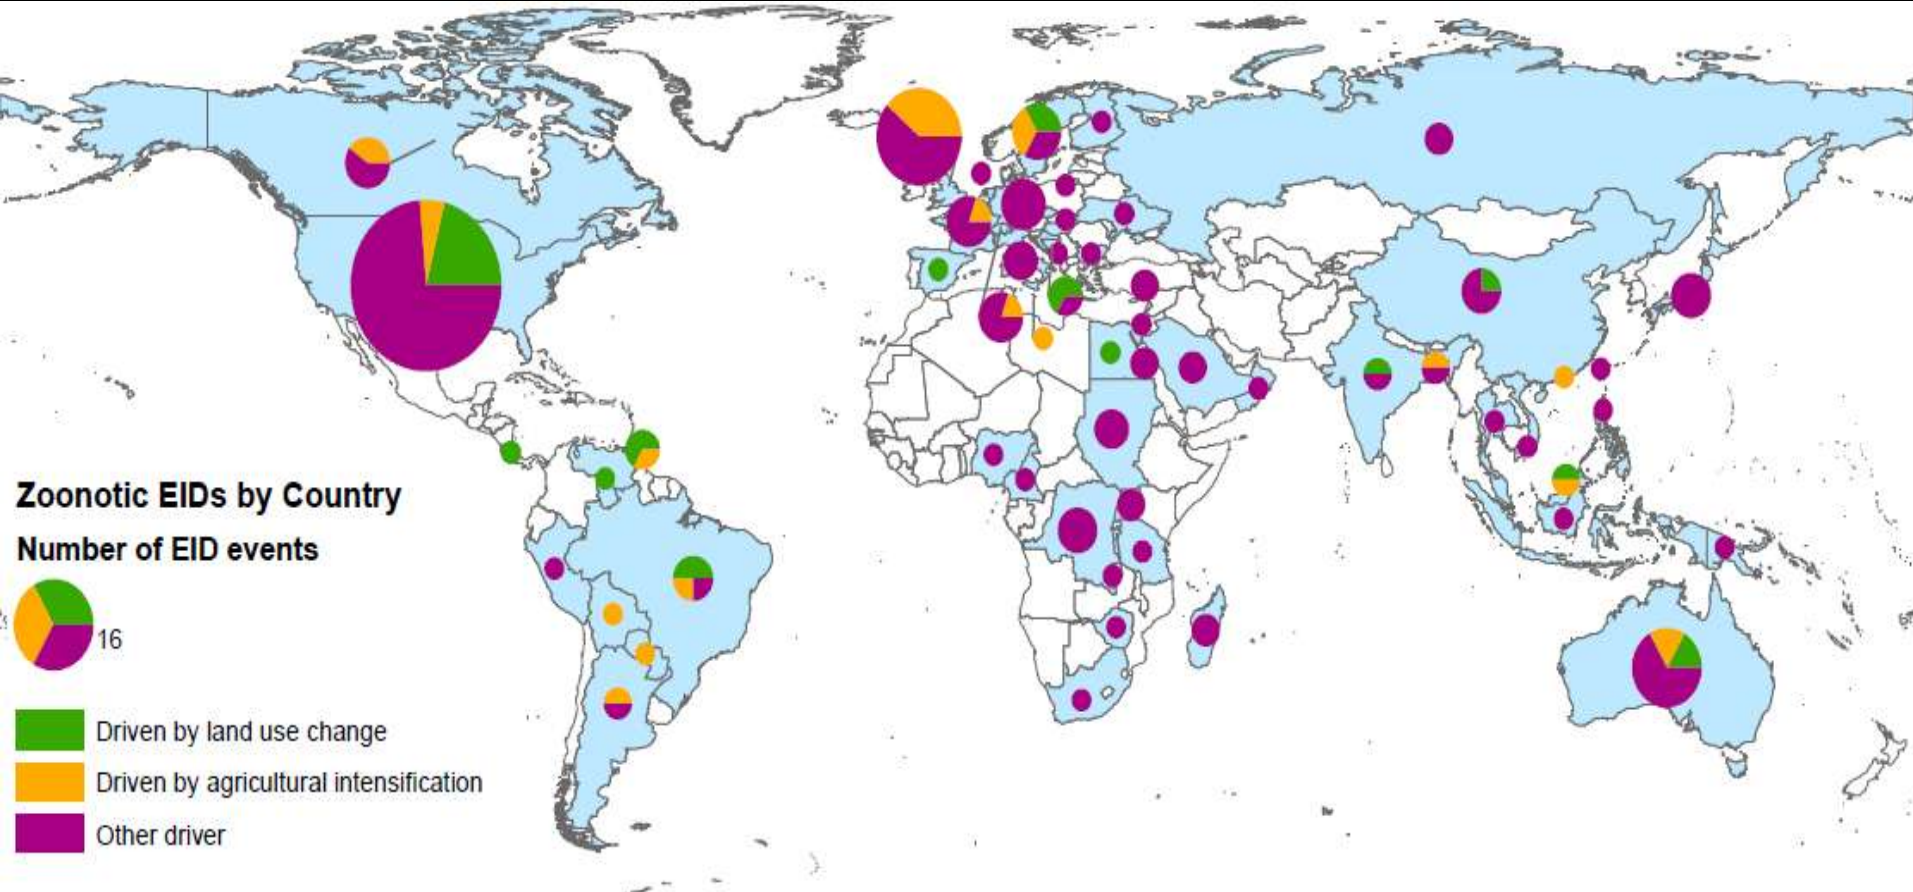 Zoonotic EIDs by Country
Number of EID events
16
Driven by land use change
Driven by agricultural intensification
Other driver